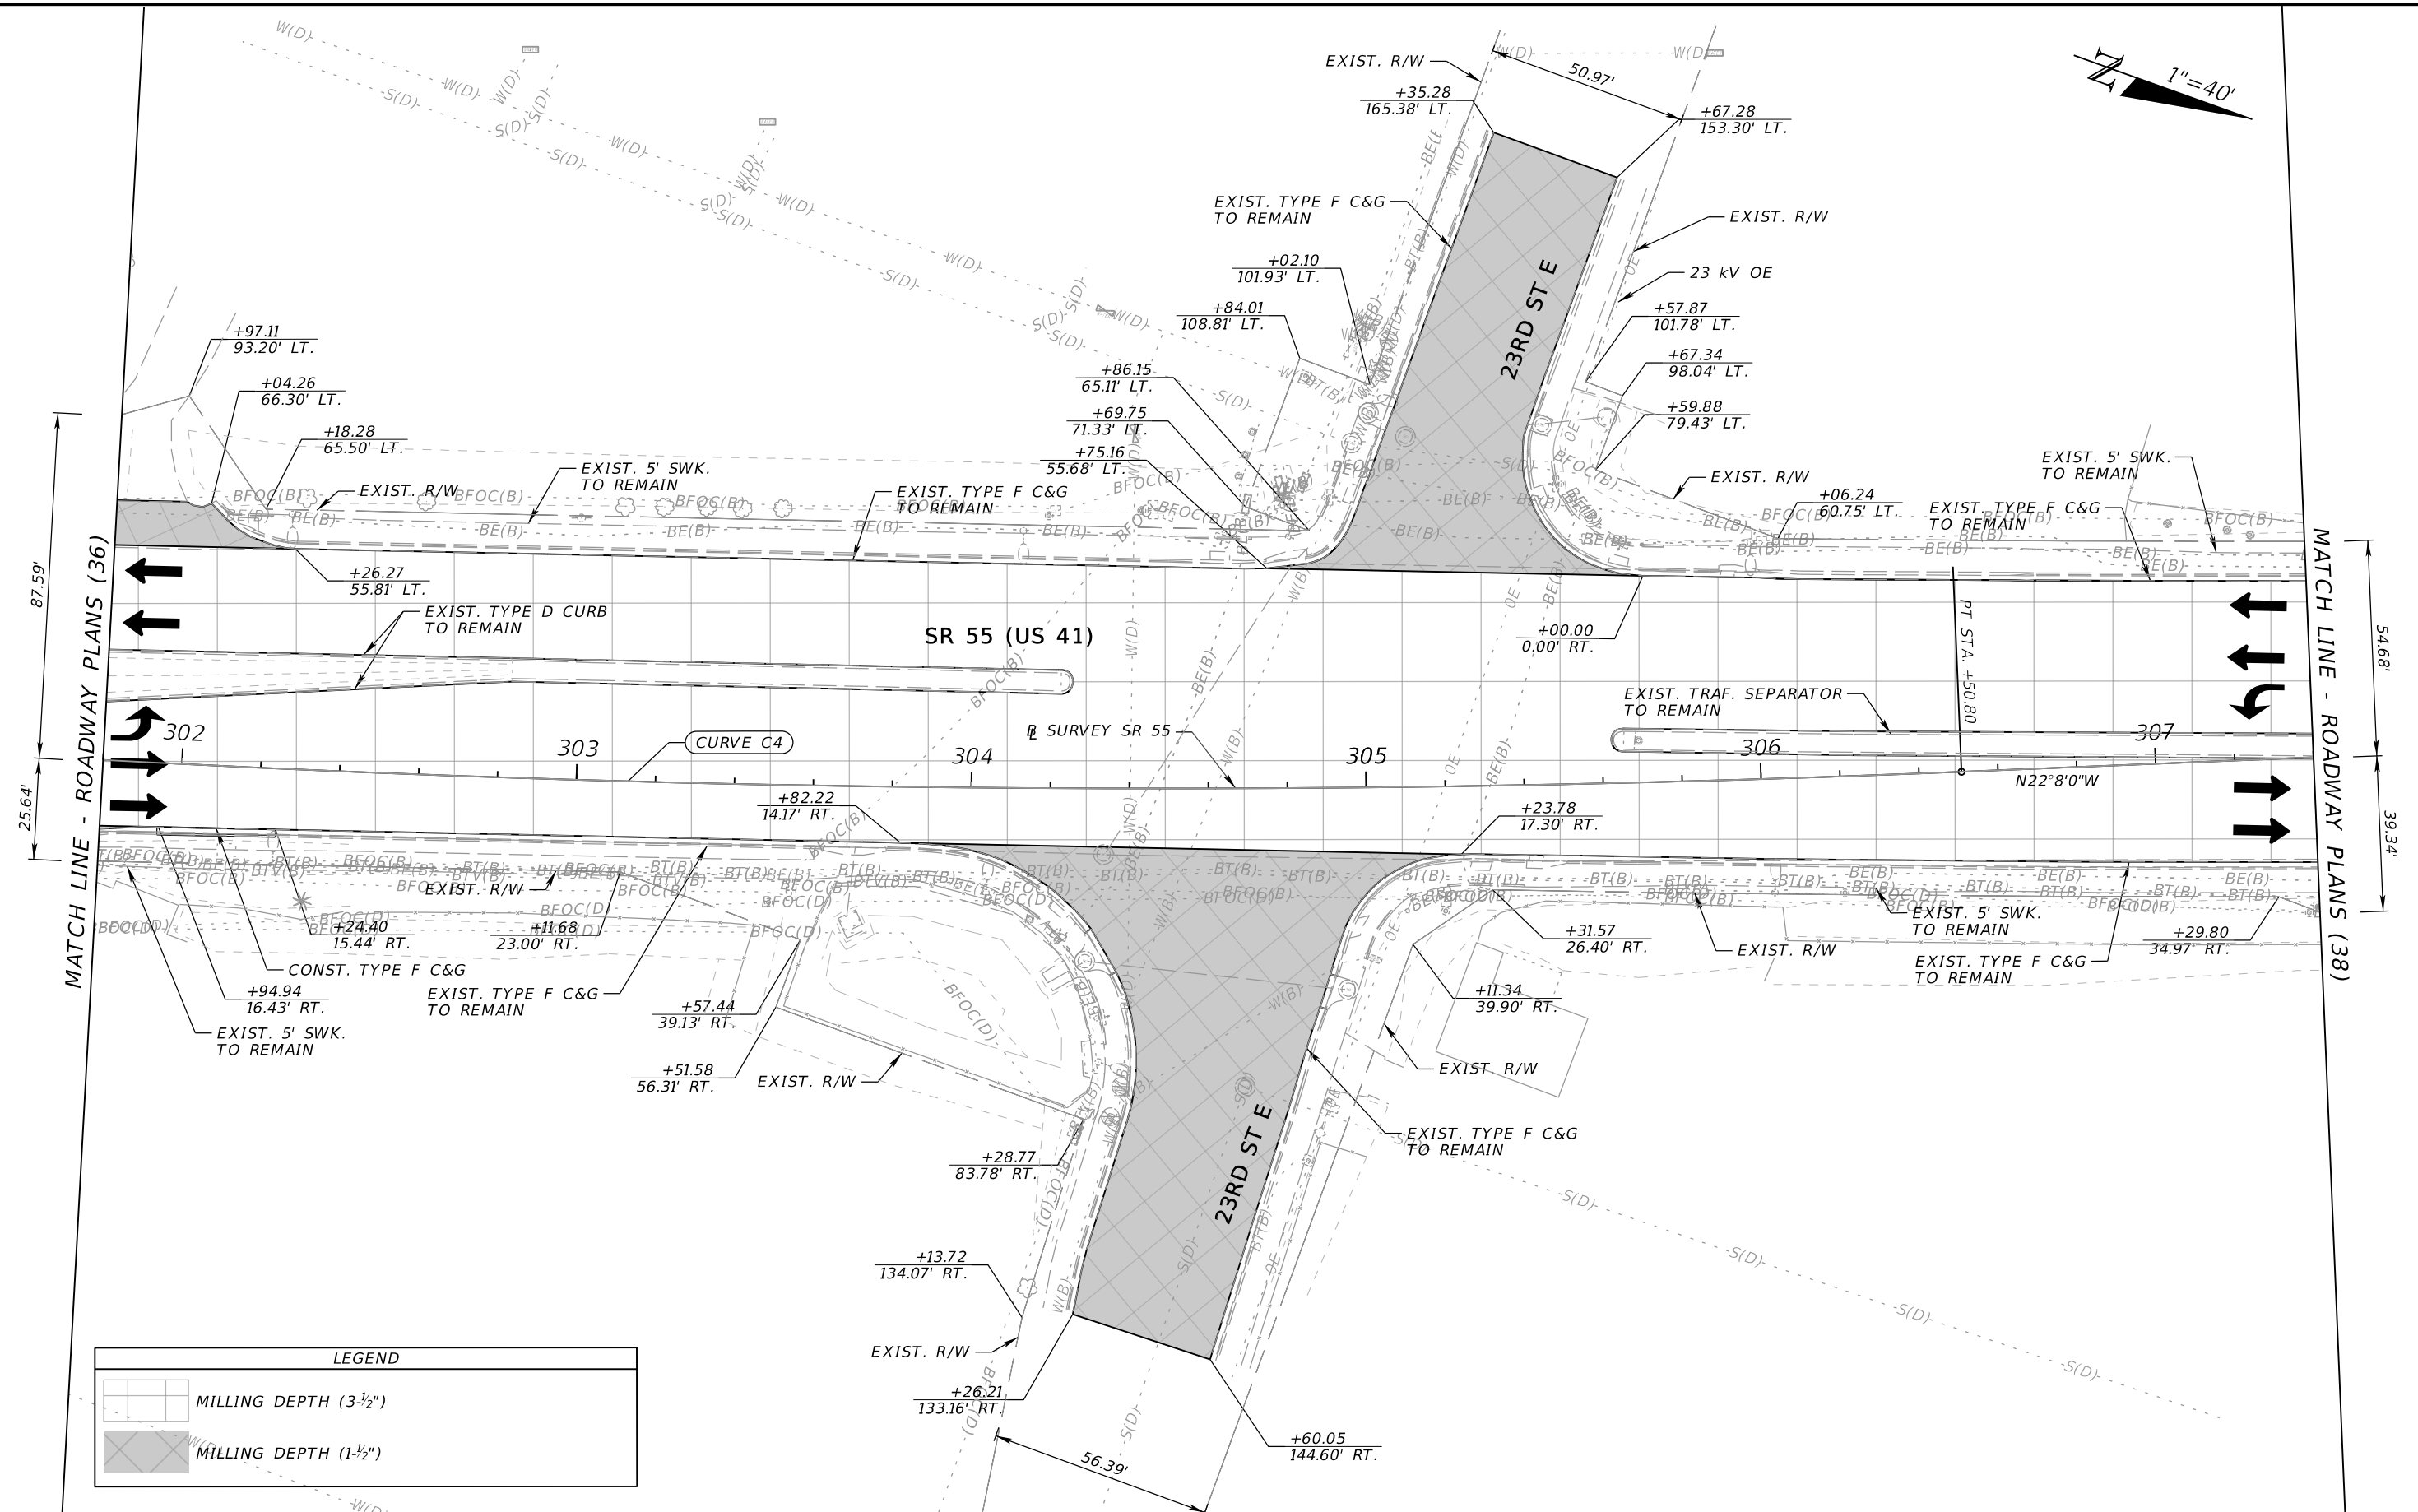 EXIST. R/W
50.97'
1"=40'
N
+35.28
165.38' LT.
+67.28
153.30' LT.
EXIST. TYPE F C&G
TO REMAIN
EXIST. R/W
+02.10
101.93' LT.
23 kV OE
23RD ST E
+84.01
108.81' LT.
+57.87
101.78' LT.
+97.11
93.20' LT.
+86.15
65.11' LT.
+67.34
98.04' LT.
+04.26
66.30' LT.
+69.75
71.33' LT.
+59.88
79.43' LT.
+18.28
65.50' LT.
+75.16
55.68' LT.
EXIST. 5' SWK.
TO REMAIN
EXIST. R/W
EXIST. TYPE F C&G
TO REMAIN
EXIST. R/W
+06.24
60.75' LT.
EXIST. 5' SWK.
TO REMAIN
EXIST. TYPE F C&G
TO REMAIN
87.59'
MATCH LINE - ROADWAY PLANS (36)
MATCH LINE - ROADWAY PLANS (38)
54.68'
+26.27
55.81' LT.
EXIST. TYPE D CURB
TO REMAIN
SR 55 (US 41)
+00.00
0.00' RT.
PT STA. +50.80
EXIST. TRAF. SEPARATOR
TO REMAIN
302
303
304
305
306
307
CURVE C4
BL SURVEY SR 55
N22°8'0"W
25.64'
39.34'
+82.22
14.17' RT.
+23.78
17.30' RT.
EXIST. R/W
+24.40
15.44' RT.
+11.68
23.00' RT.
CONST. TYPE F C&G
+94.94
16.43' RT.
EXIST. TYPE F C&G
TO REMAIN
EXIST. 5' SWK.
TO REMAIN
+57.44
39.13' RT.
+51.58
56.31' RT.
EXIST. R/W
+31.57
26.40' RT.
EXIST. R/W
EXIST. 5' SWK.
TO REMAIN
+29.80
34.97' RT.
EXIST. TYPE F C&G
TO REMAIN
+11.34
39.90' RT.
EXIST. R/W
EXIST. TYPE F C&G
TO REMAIN
23RD ST E
+28.77
83.78' RT.
+13.72
134.07' RT.
EXIST. R/W
+26.21
133.16' RT.
+60.05
144.60' RT.
56.39'
LEGEND
MILLING DEPTH (3-½")
MILLING DEPTH (1-½")
W(D)
S(D)
BFOC(B)
BE(B)
BT(B)
W(B)
OE
BTV(B)
BFOC(D)